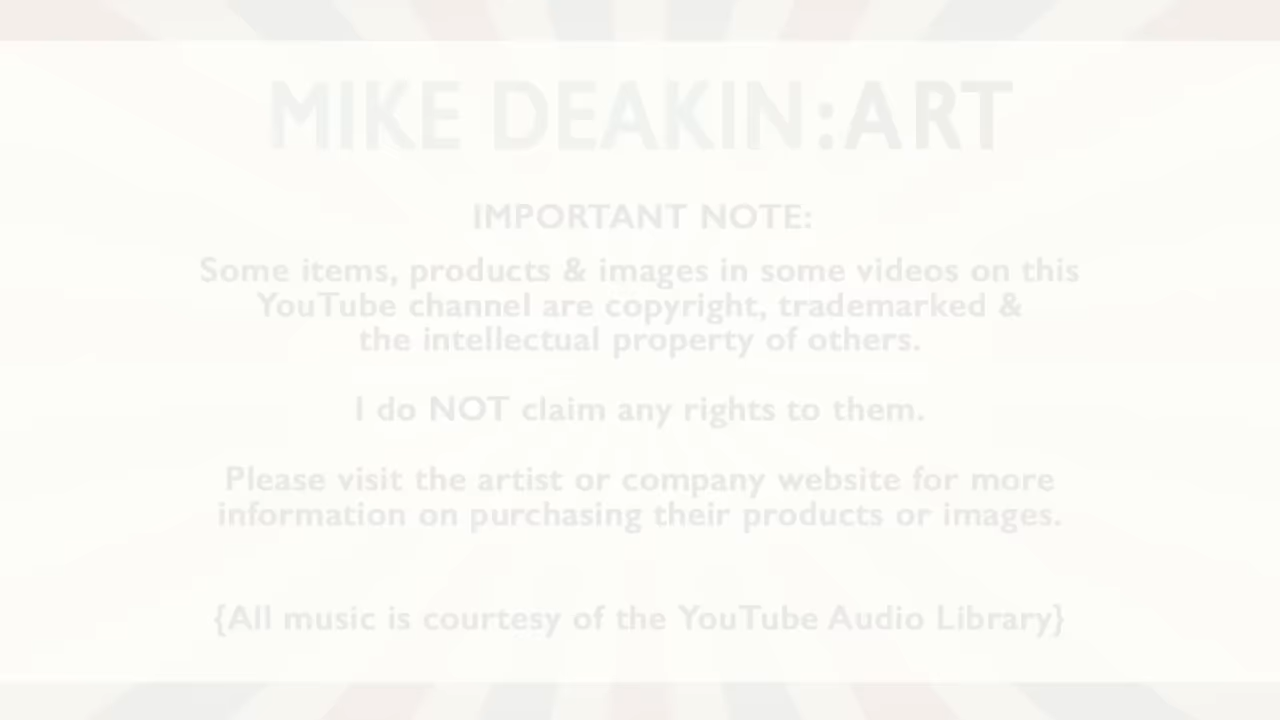 MIKE DEAKIN:ART
IMPORTANT NOTE:
Some items, products & images in some videos on this
YouTube channel are copyright, trademarked &
the intellectual property of others.
I do NOT claim any rights to them.
Please visit the artist or company website for more
information on purchasing their products or images.
{All music is courtesy of the YouTube Audio Library}